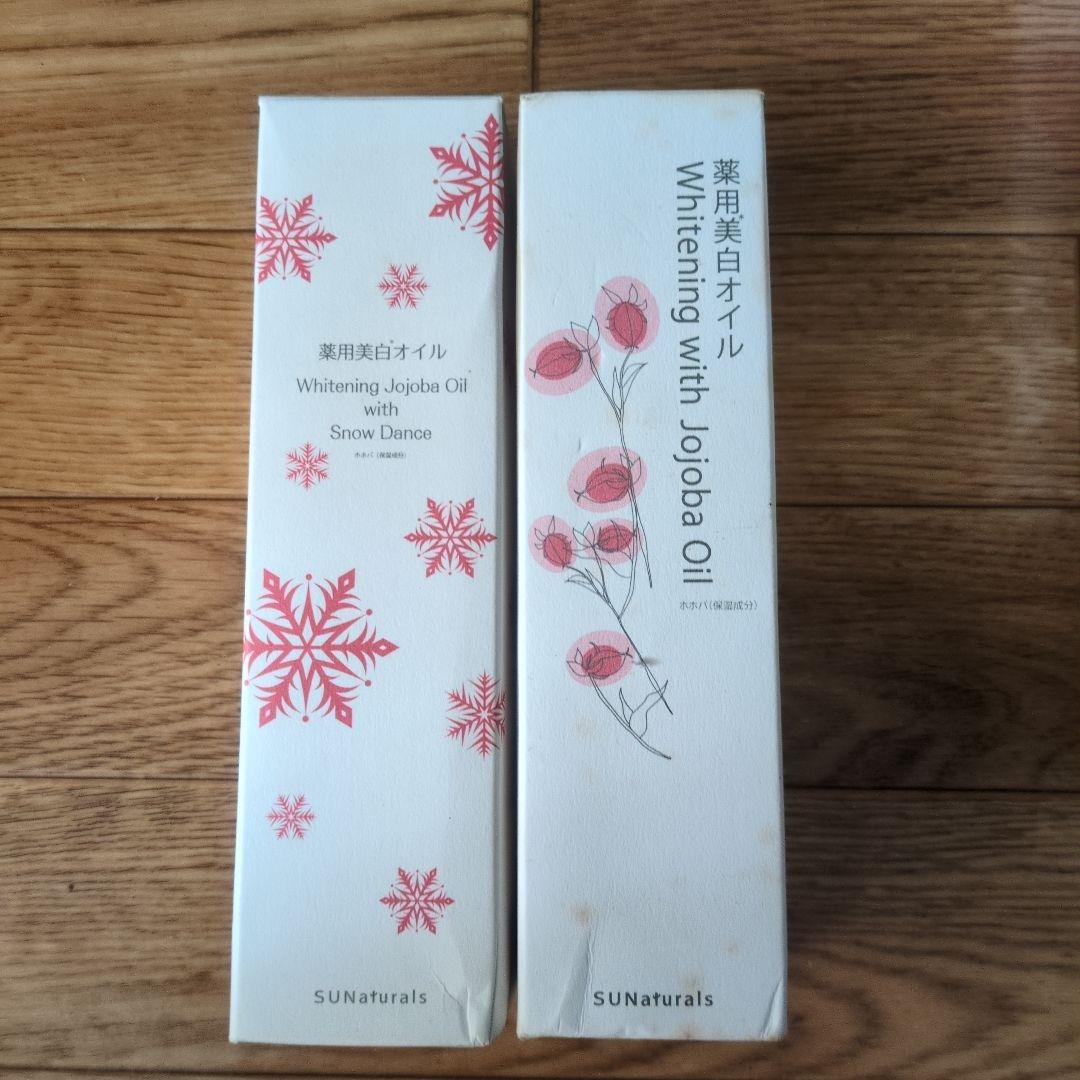 薬用美白*オイル
Whitening Jojoba Oil
with
Snow Dance
ホホバ(保湿成分)
SUNaturals
薬用*美白オイル
Whitening with Jojoba Oil
ホホバ(保湿成分)
SUNaturals